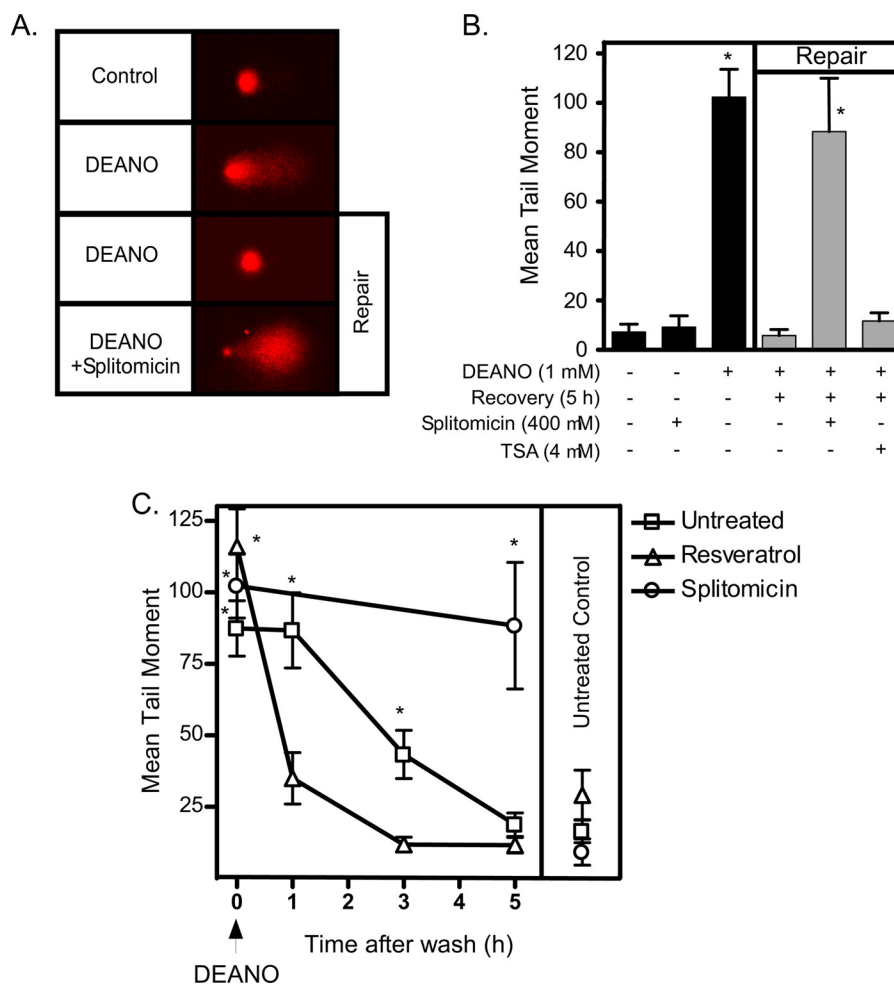 A.
Control
DEANO
DEANO
DEANO
+Splitomicin
Repair
B.
Mean Tail Moment
120
100
80
60
40
20
0
*
Repair
*
DEANO (1 mM) - - + + + +
Recovery (5 h) - - - + + +
Splitomicin (400 mM) - + - - + -
TSA (4 mM) - - - - - +
C.
Mean Tail Moment
125
100
75
50
25
* * * * * *
0 1 2 3 4 5
Time after wash (h)
DEANO
Untreated Control
Untreated
Resveratrol
Splitomicin